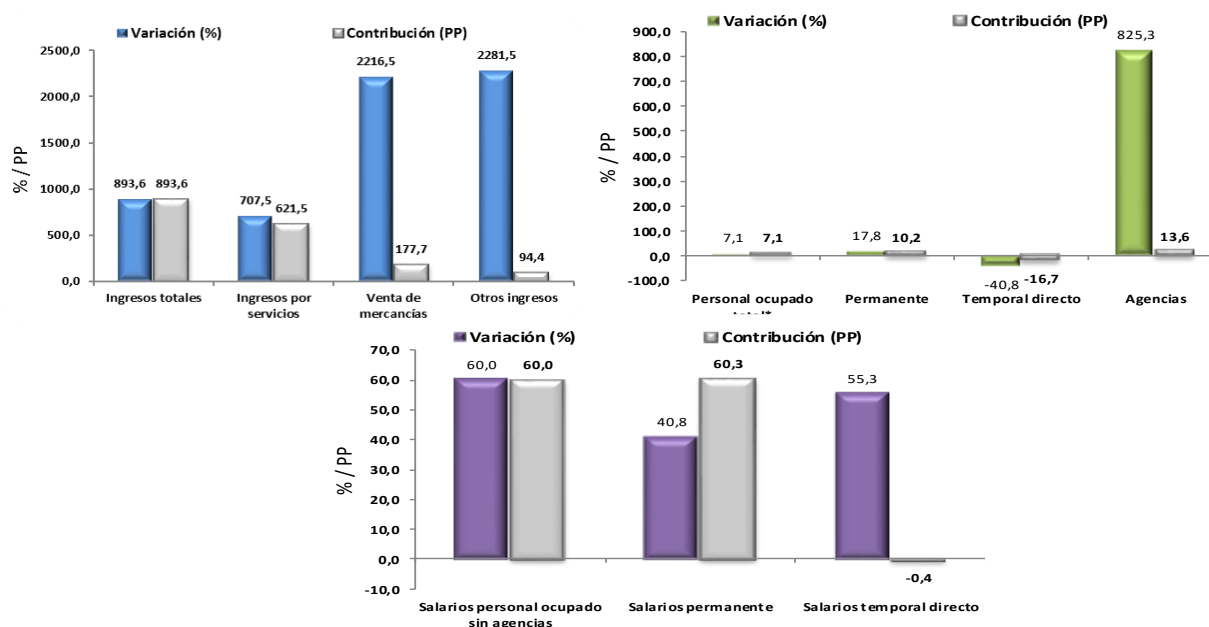 Variación (%) Contribución (PP)
% / PP
2500,0
2000,0
1500,0
1000,0
500,0
0,0
893,6 893,6
707,5
621,5
2216,5
177,7
2281,5
94,4
Ingresos totales
Ingresos por
servicios
Venta de
mercancías
Otros ingresos
Variación (%) Contribución (PP)
% / PP
900,0
800,0
700,0
600,0
500,0
400,0
300,0
200,0
100,0
0,0
-100,0
7,1 7,1
17,8 10,2
-40,8 -16,7
825,3
13,6
Personal ocupado
total*
Permanente
Temporal directo
Agencias
Variación (%) Contribución (PP)
% / PP
70,0
60,0
50,0
40,0
30,0
20,0
10,0
0,0
-10,0
60,0 60,0
40,8
60,3
55,3
-0,4
Salarios personal ocupado
sin agencias
Salarios permanente
Salarios temporal directo